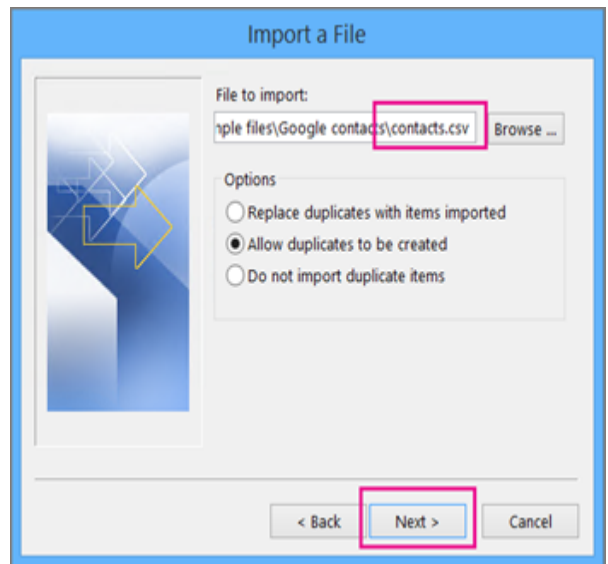 Import a File
File to import:
nple files\Google contacts\contacts.csv
Browse ...
Options
Replace duplicates with items imported
Allow duplicates to be created
Do not import duplicate items
< Back
Next >
Cancel